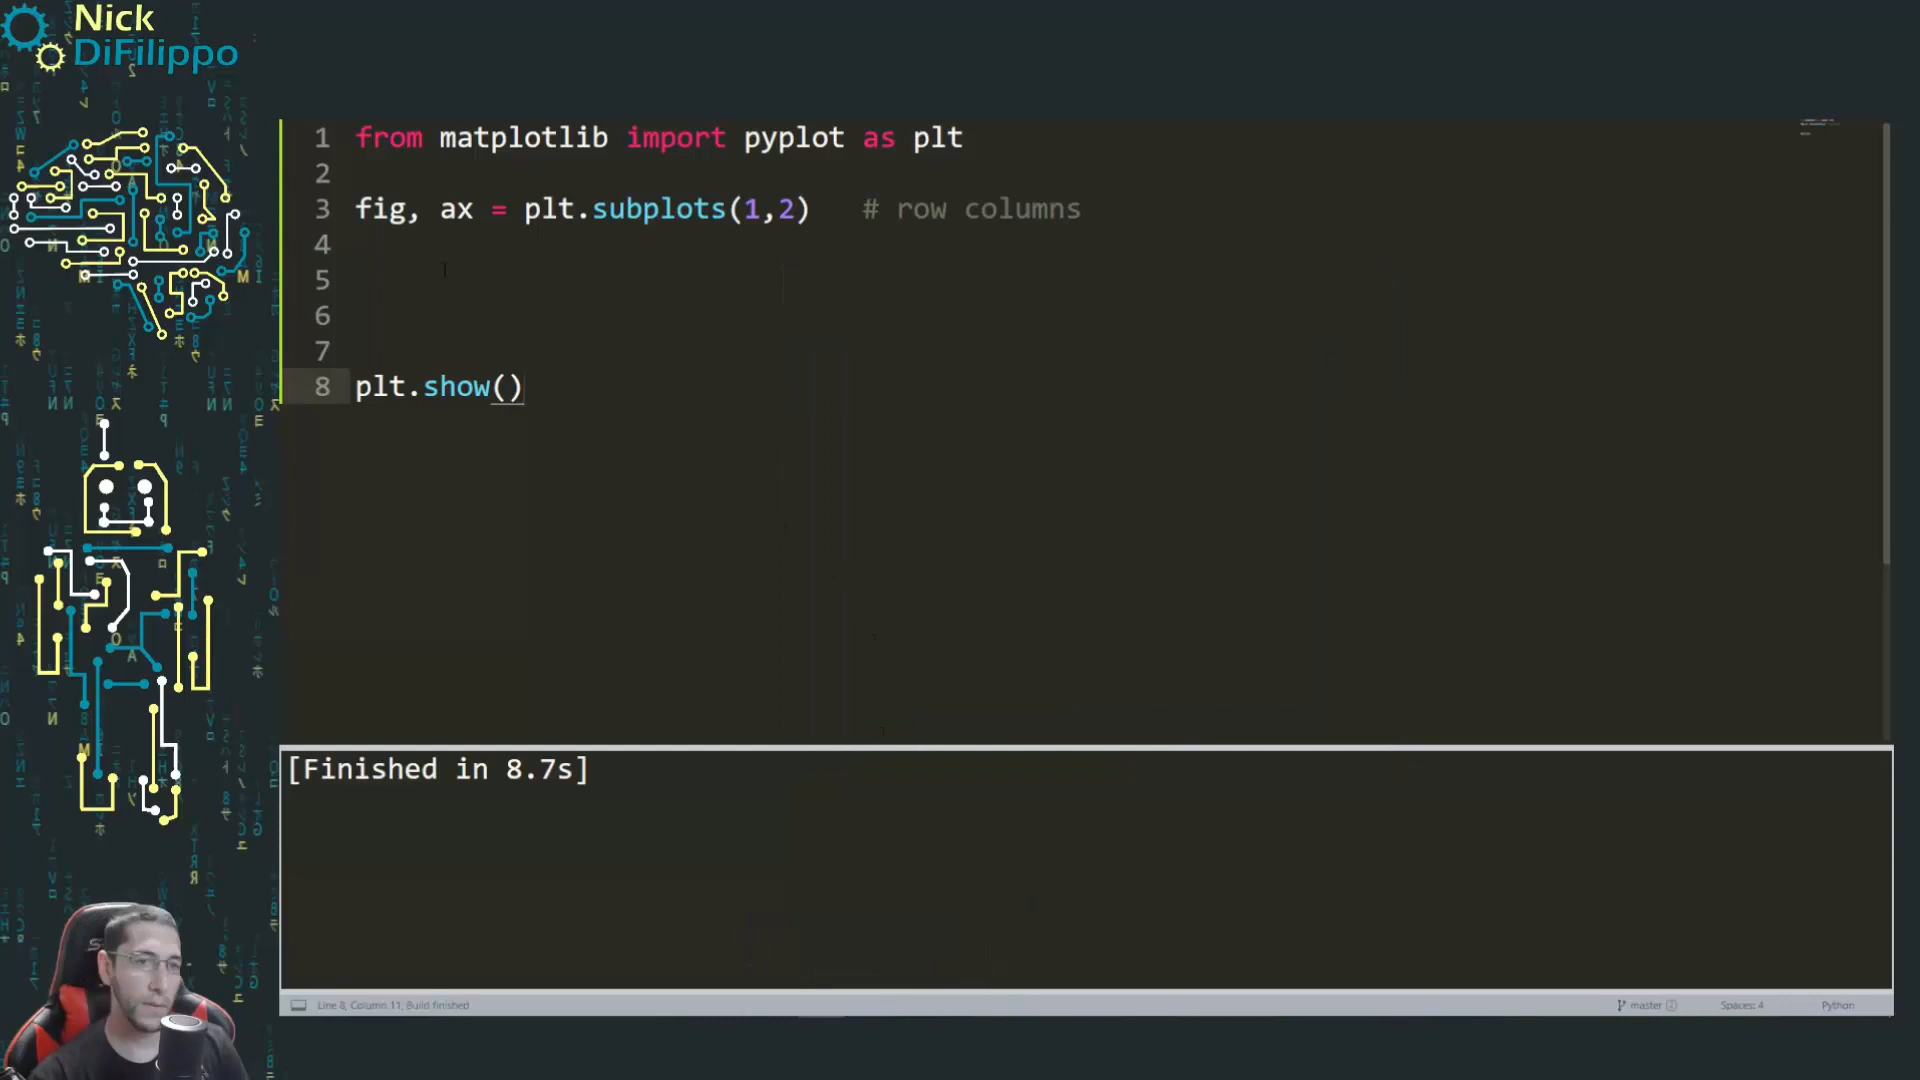 Nick
DiFilippo
1 from matplotlib import pyplot as plt
2
3 fig, ax = plt.subplots(1,2)   # row columns
4
5
6
7
8 plt.show()
[Finished in 8.7s]
Line 8, Column 11; Build finished
master
Spaces: 4
Python